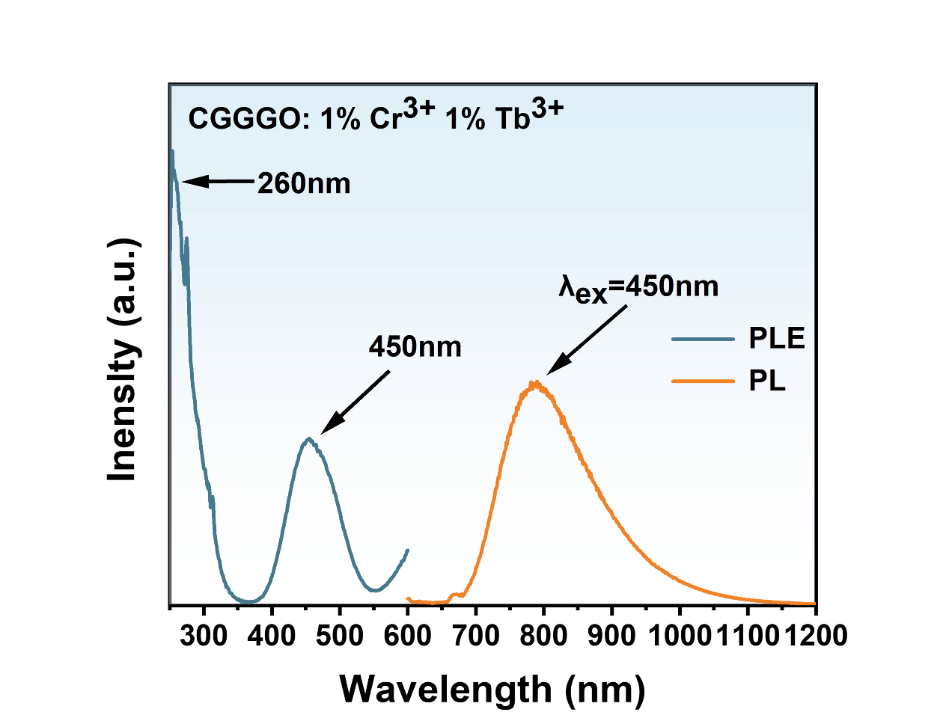 CGGGO: 1% Cr³⁺ 1% Tb³⁺
260nm
λex=450nm
450nm
PLE
PL
Inensity (a.u.)
300 400 500 600 700 800 900 1000 1100 1200
Wavelength (nm)